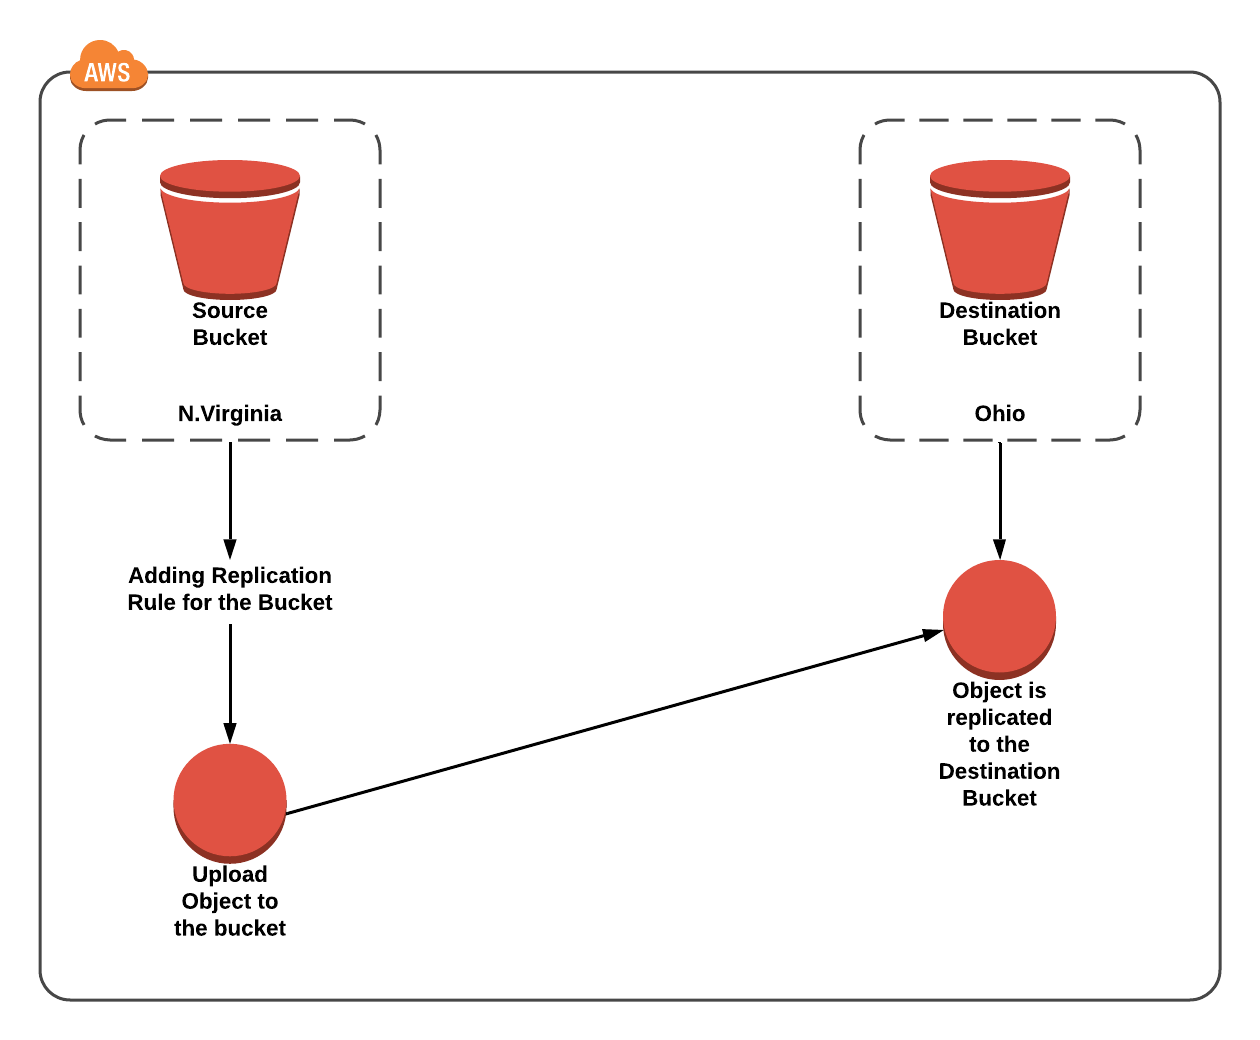 AWS
Source
Bucket
N.Virginia
Destination
Bucket
Ohio
Adding Replication
Rule for the Bucket
Upload
Object to
the bucket
Object is
replicated
to the
Destination
Bucket